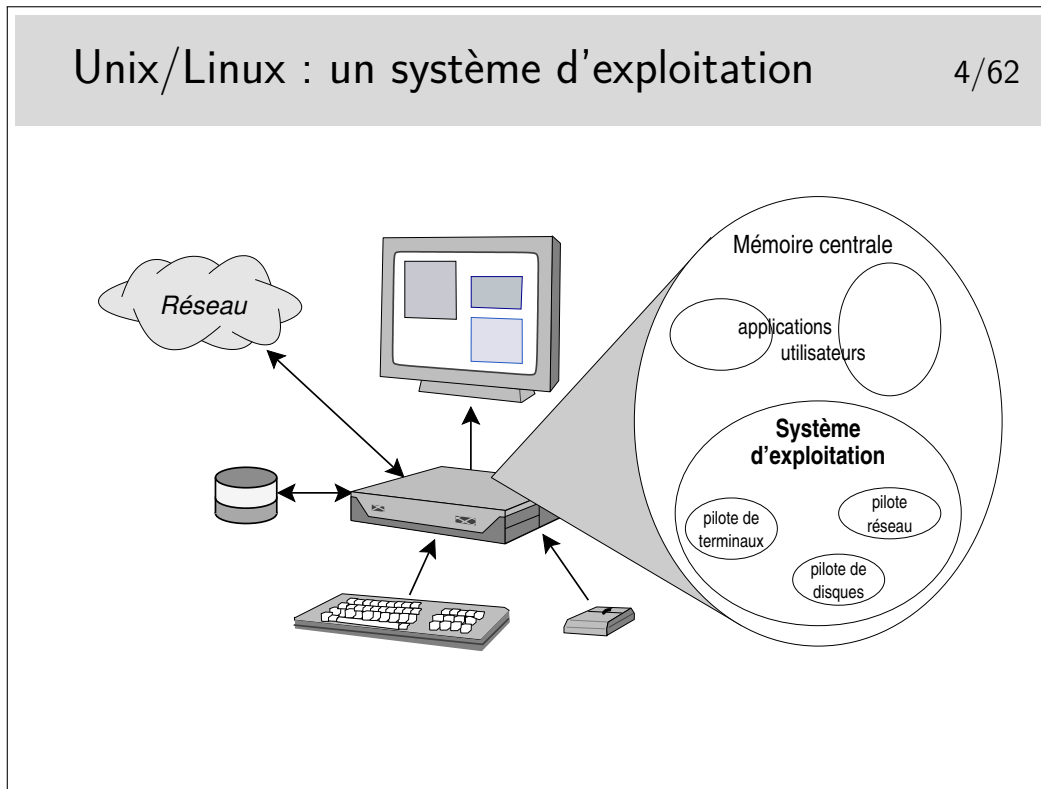 Unix/Linux : un système d'exploitation 4/62
Réseau
Mémoire centrale
applications
utilisateurs
Système
d'exploitation
pilote de
terminaux
pilote
réseau
pilote de
disques